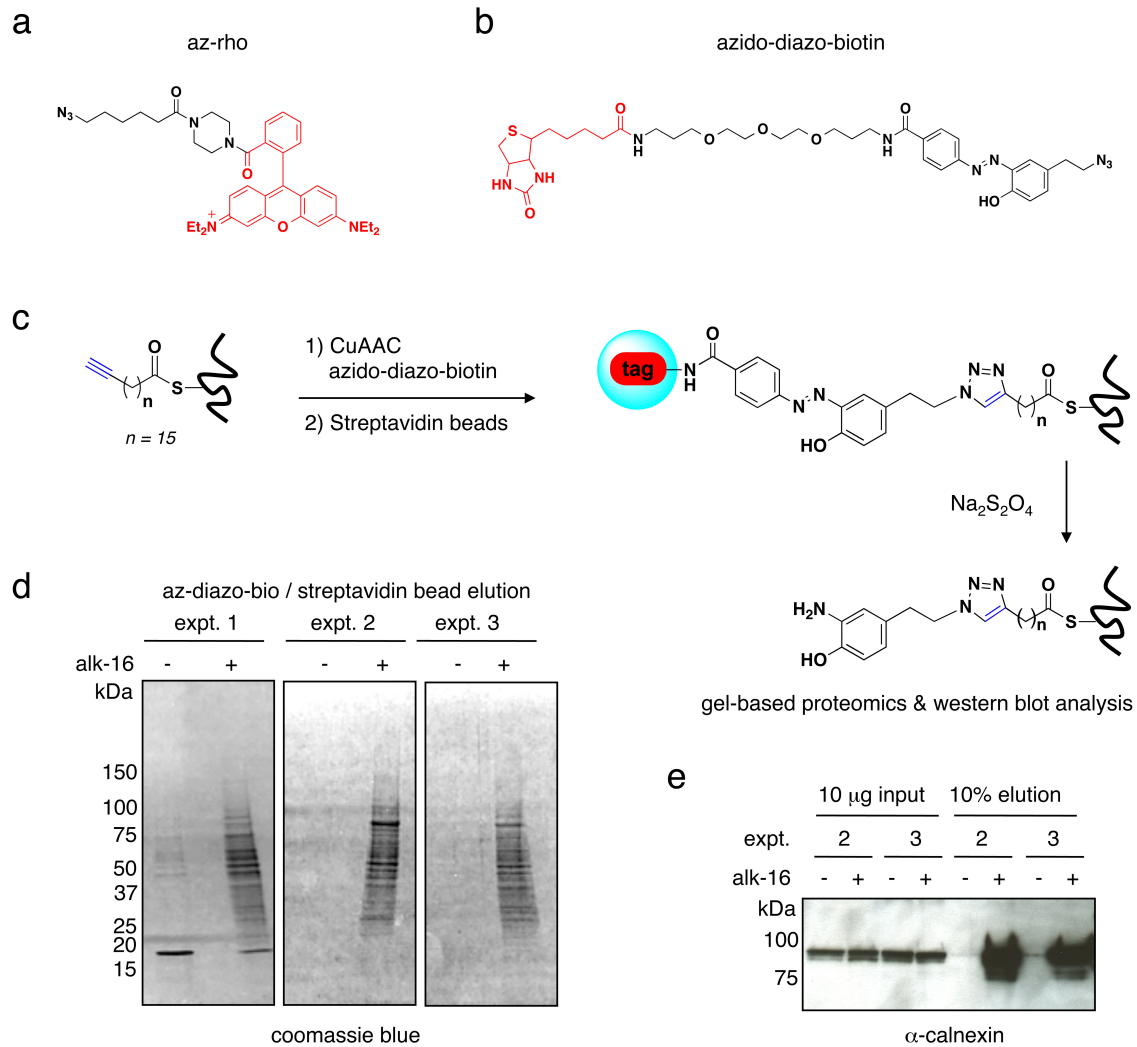 a
az-rho
b
azido-diazo-biotin
N3
O
N
N
O
Et2N
+
O
NEt2
S
HN
NH
O
O
N
H
O
O
O
N
H
O
N
N
HO
N3
c
O
S
n
n = 15
1) CuAAC
azido-diazo-biotin
2) Streptavidin beads
tag
N
H
O
N
N
HO
N
N
N
n
O
S
Na2S2O4
H2N
HO
N
N
N
n
O
S
gel-based proteomics & western blot analysis
d
az-diazo-bio / streptavidin bead elution
expt. 1 expt. 2 expt. 3
alk-16 - + - + - +
kDa
150
100
75
50
37
25
20
15
coomassie blue
e
10 μg input 10% elution
expt. 2 3 2 3
alk-16 - + - + - + - +
kDa
100
75
α-calnexin